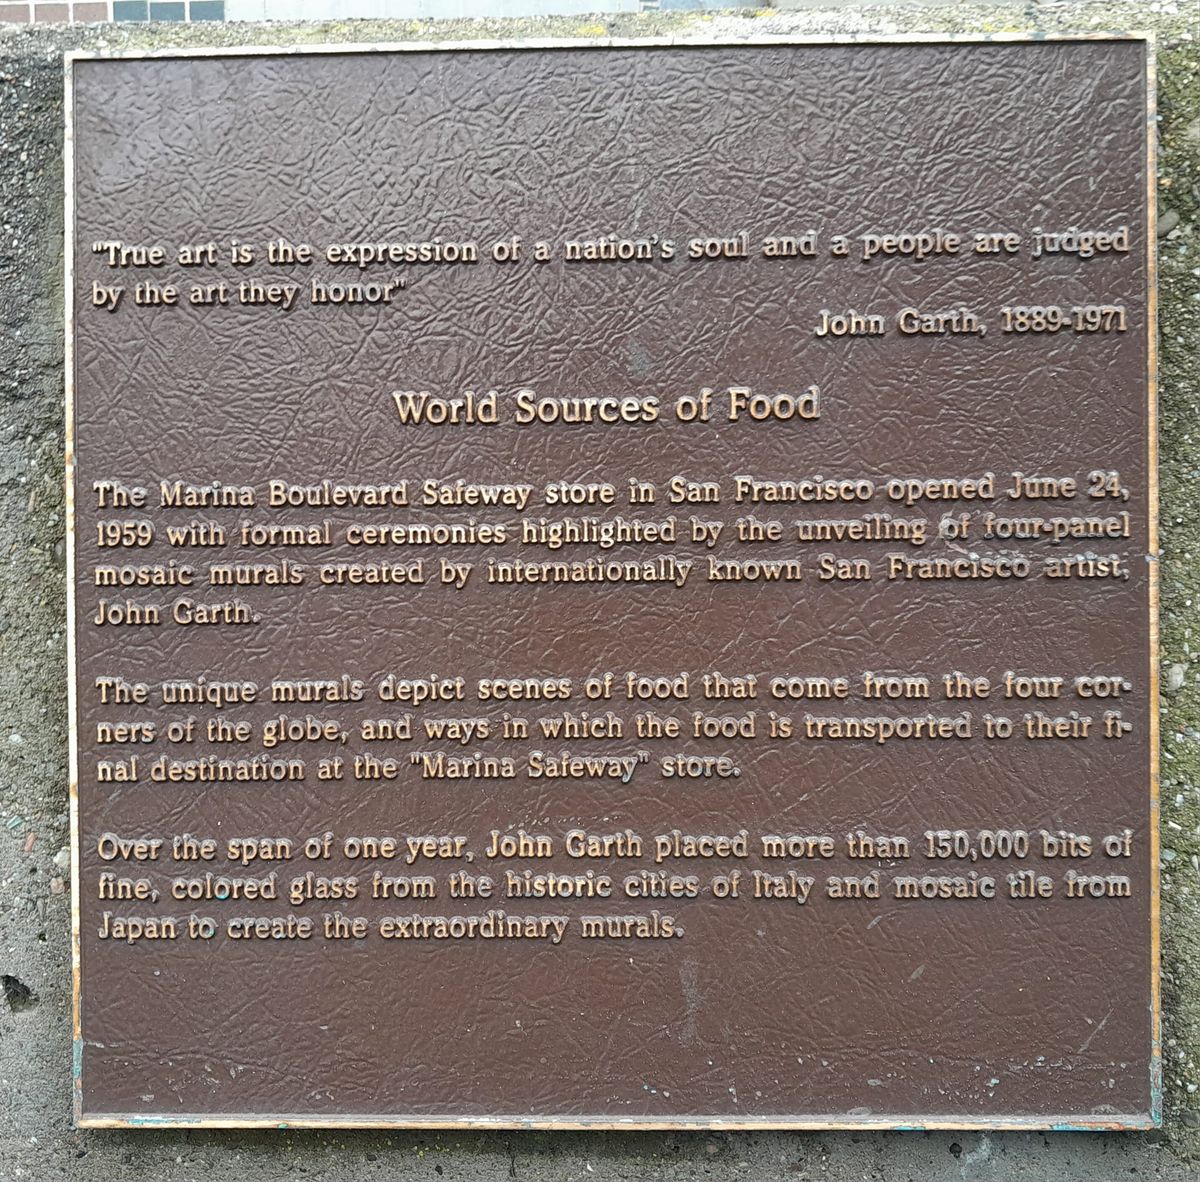 "True art is the expression of a nation's soul and a people are judged
by the art they honor"
John Garth, 1889-1971
World Sources of Food
The Marina Boulevard Safeway store in San Francisco opened June 24,
1959 with formal ceremonies highlighted by the unveiling of four-panel
mosaic murals created by internationally known San Francisco artist,
John Garth.
The unique murals depict scenes of food that come from the four cor-
ners of the globe, and ways in which the food is transported to their fi-
nal destination at the "Marina Safeway" store.
Over the span of one year, John Garth placed more than 150,000 bits of
fine, colored glass from the historic cities of Italy and mosaic tile from
Japan to create the extraordinary murals.